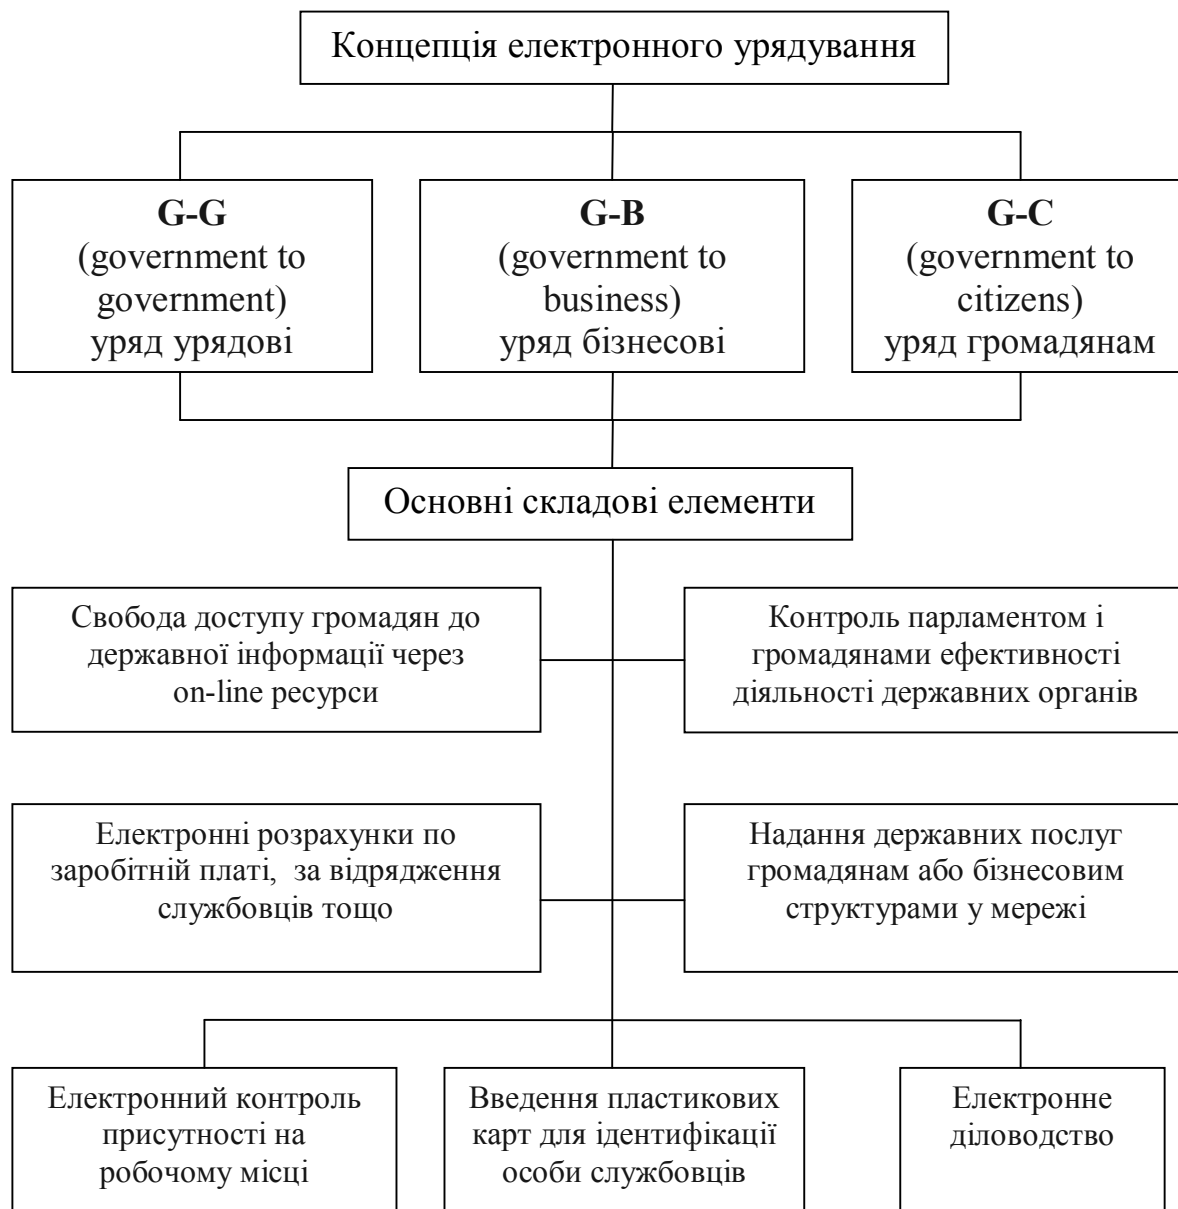 Концепція електронного урядування
G-G
(government to
government)
уряд урядові
G-B
(government to
business)
уряд бізнесові
G-C
(government to
citizens)
уряд громадянам
Основні складові елементи
Свобода доступу громадян до
державної інформації через
on-line ресурси
Контроль парламентом і
громадянами ефективності
діяльності державних органів
Електронні розрахунки по
заробітній платі, за відрядження
службовців тощо
Надання державних послуг
громадянам або бізнесовим
структурами у мережі
Електронний контроль
присутності на
робочому місці
Введення пластикових
карт для ідентифікації
особи службовців
Електронне
діловодство